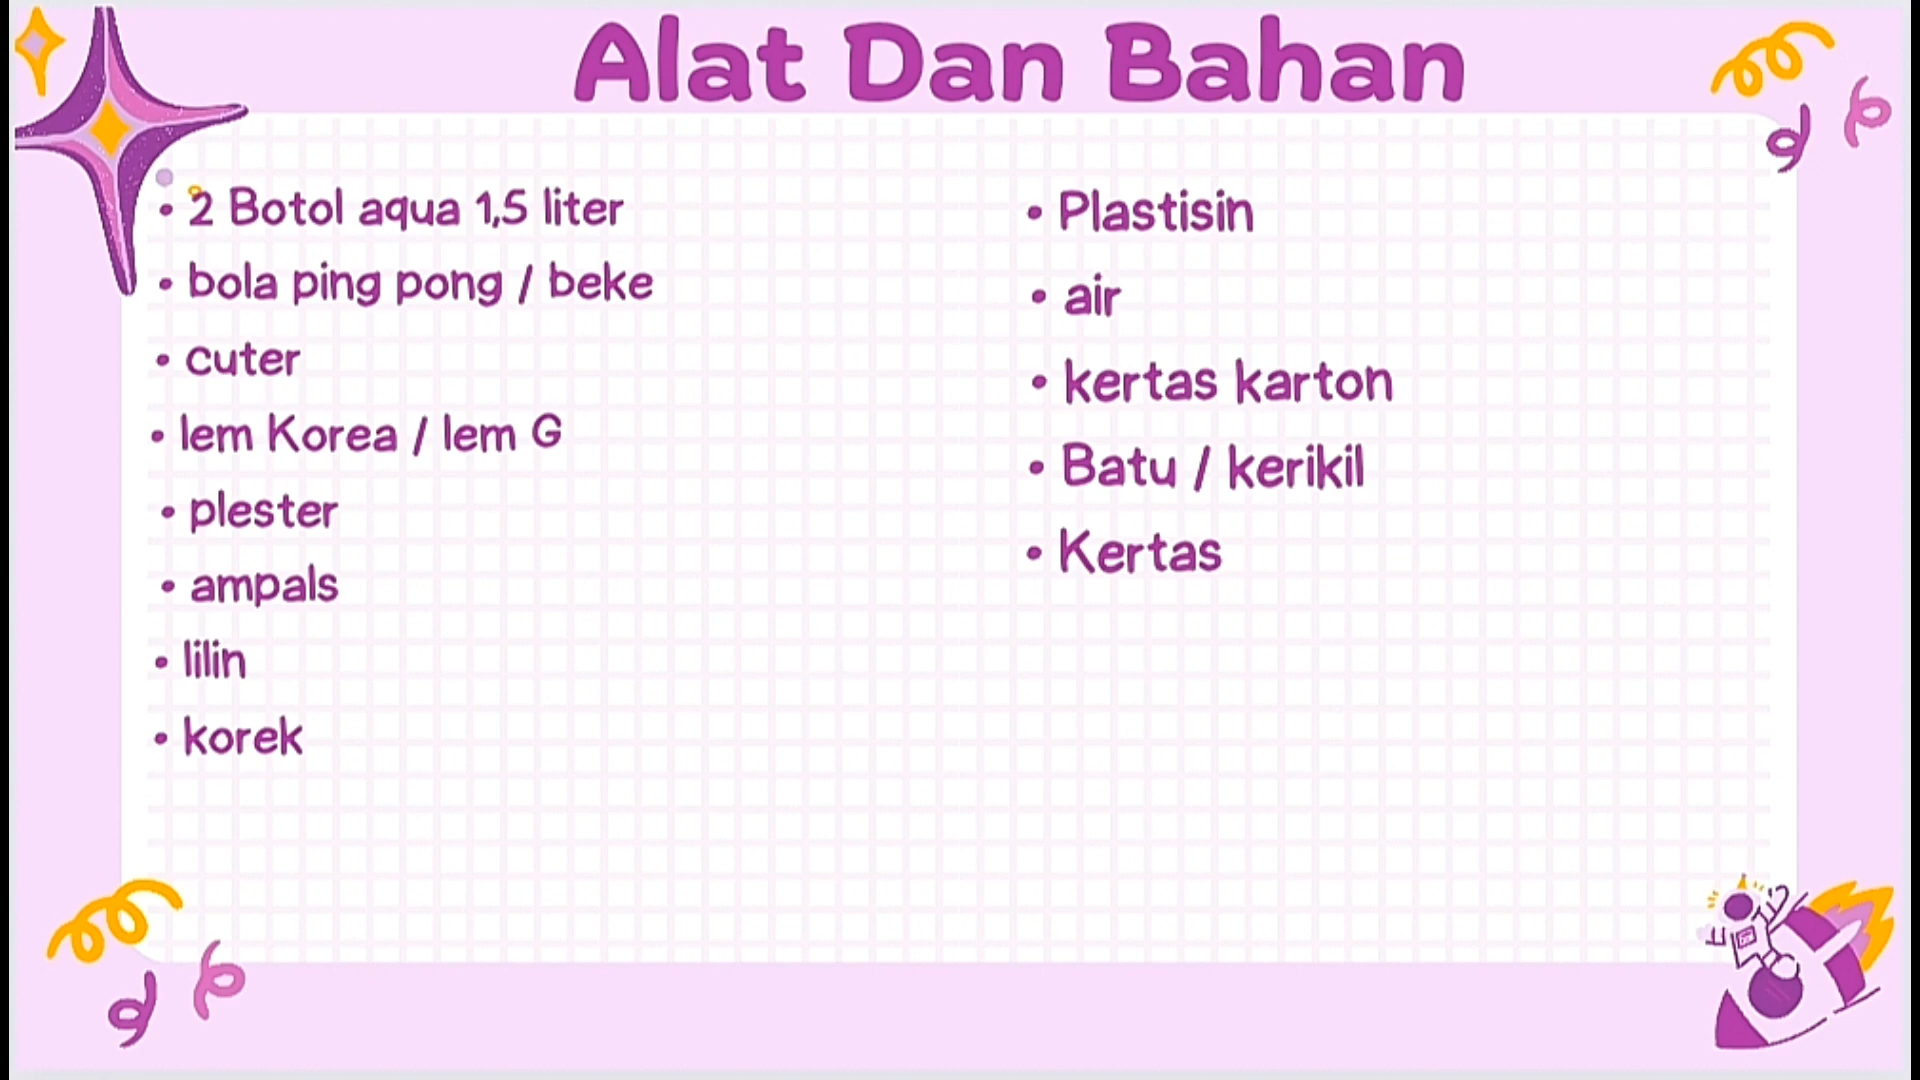 Alat Dan Bahan
• 2 Botol aqua 1,5 liter
• bola ping pong / beke
• cuter
• lem Korea / lem G
• plester
• ampals
• lilin
• korek
• Plastisin
• air
• kertas karton
• Batu / kerikil
• Kertas